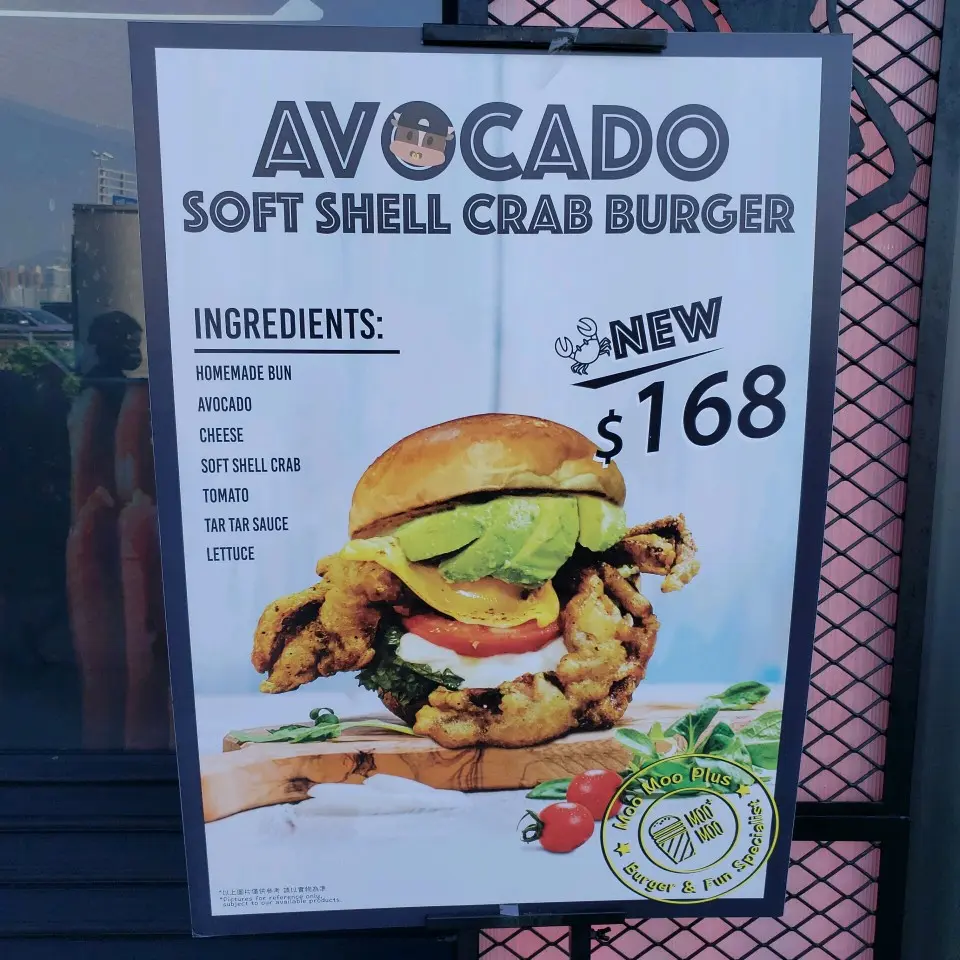 AVOCADO
SOFT SHELL CRAB BURGER
INGREDIENTS:
HOMEMADE BUN
AVOCADO
CHEESE
SOFT SHELL CRAB
TOMATO
TAR TAR SAUCE
LETTUCE
NEW
$168
Moo Moo Plus
MOO+
MOO
Burger & Fun Specialist
*以上圖片僅供參考 請以實物為準
*Pictures for reference only,
subject to our available products.